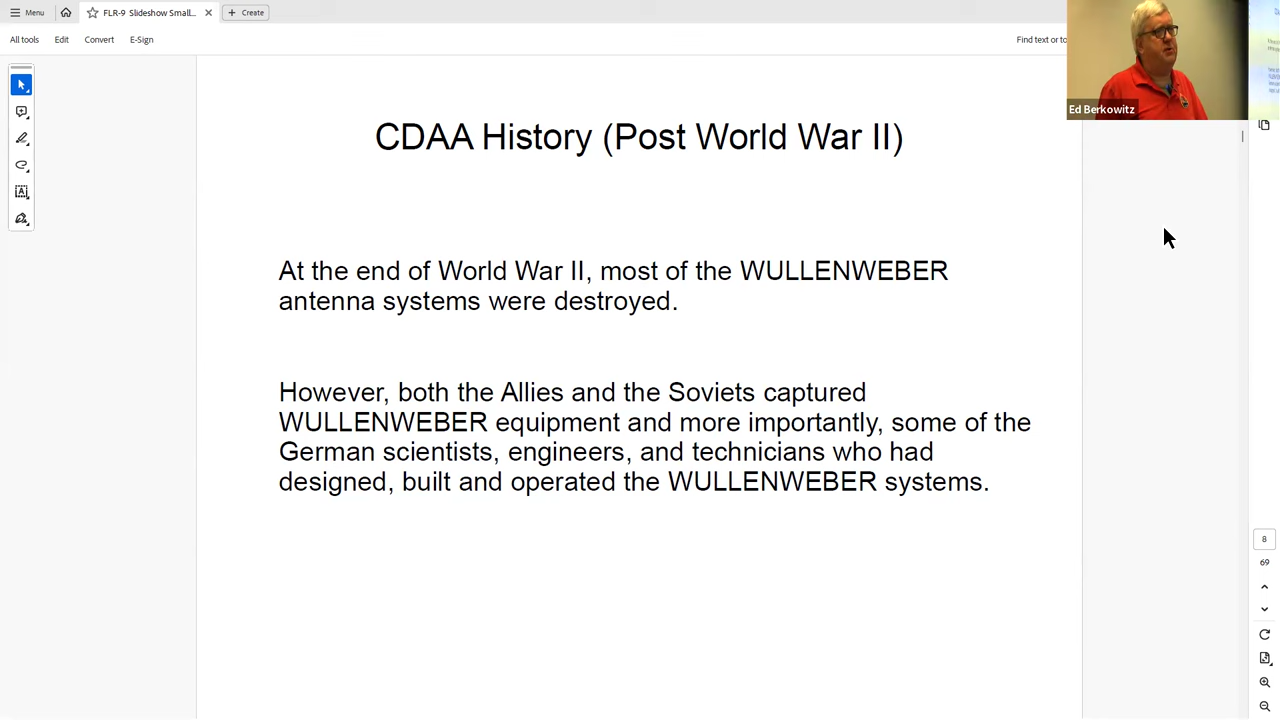 Menu
FLR-9 Slideshow Small...
Create
All tools
Edit
Convert
E-Sign
Find text or to
Ed Berkowitz
CDAA History (Post World War II)
At the end of World War II, most of the WULLENWEBER
antenna systems were destroyed.
However, both the Allies and the Soviets captured
WULLENWEBER equipment and more importantly, some of the
German scientists, engineers, and technicians who had
designed, built and operated the WULLENWEBER systems.
8
69